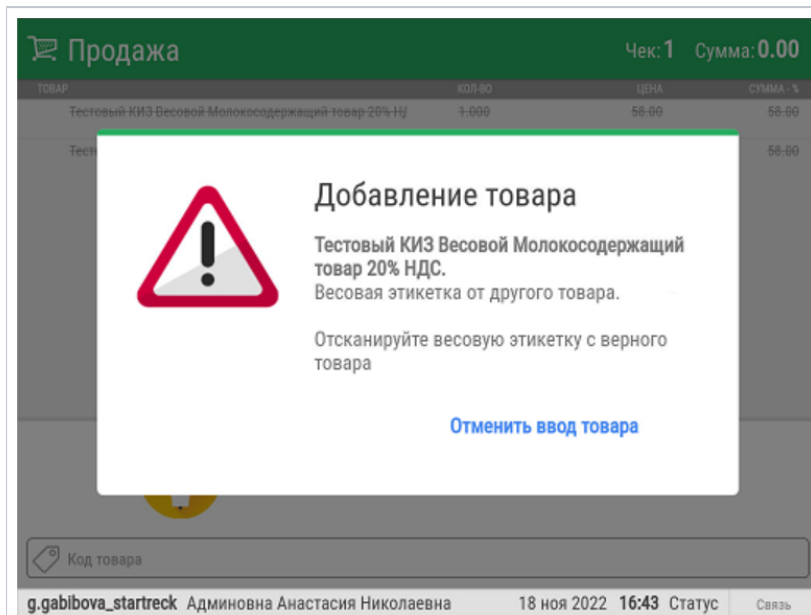 Продажа Чек: 1 Сумма: 0.00
ТОВАР КОЛ-ВО ЦЕНА СУММА - %
Тестовый КИЗ Весовой Молокосодержащий товар 20% НД 1.000 58.00 58.00
58.00
Добавление товара
Тестовый КИЗ Весовой Молокосодержащий
товар 20% НДС.
Весовая этикетка от другого товара.
Отсканируйте весовую этикетку с верного
товара
Отменить ввод товара
Код товара
g.gabibova_startreck Админовна Анастасия Николаевна 18 ноя 2022 16:43 Статус Связь